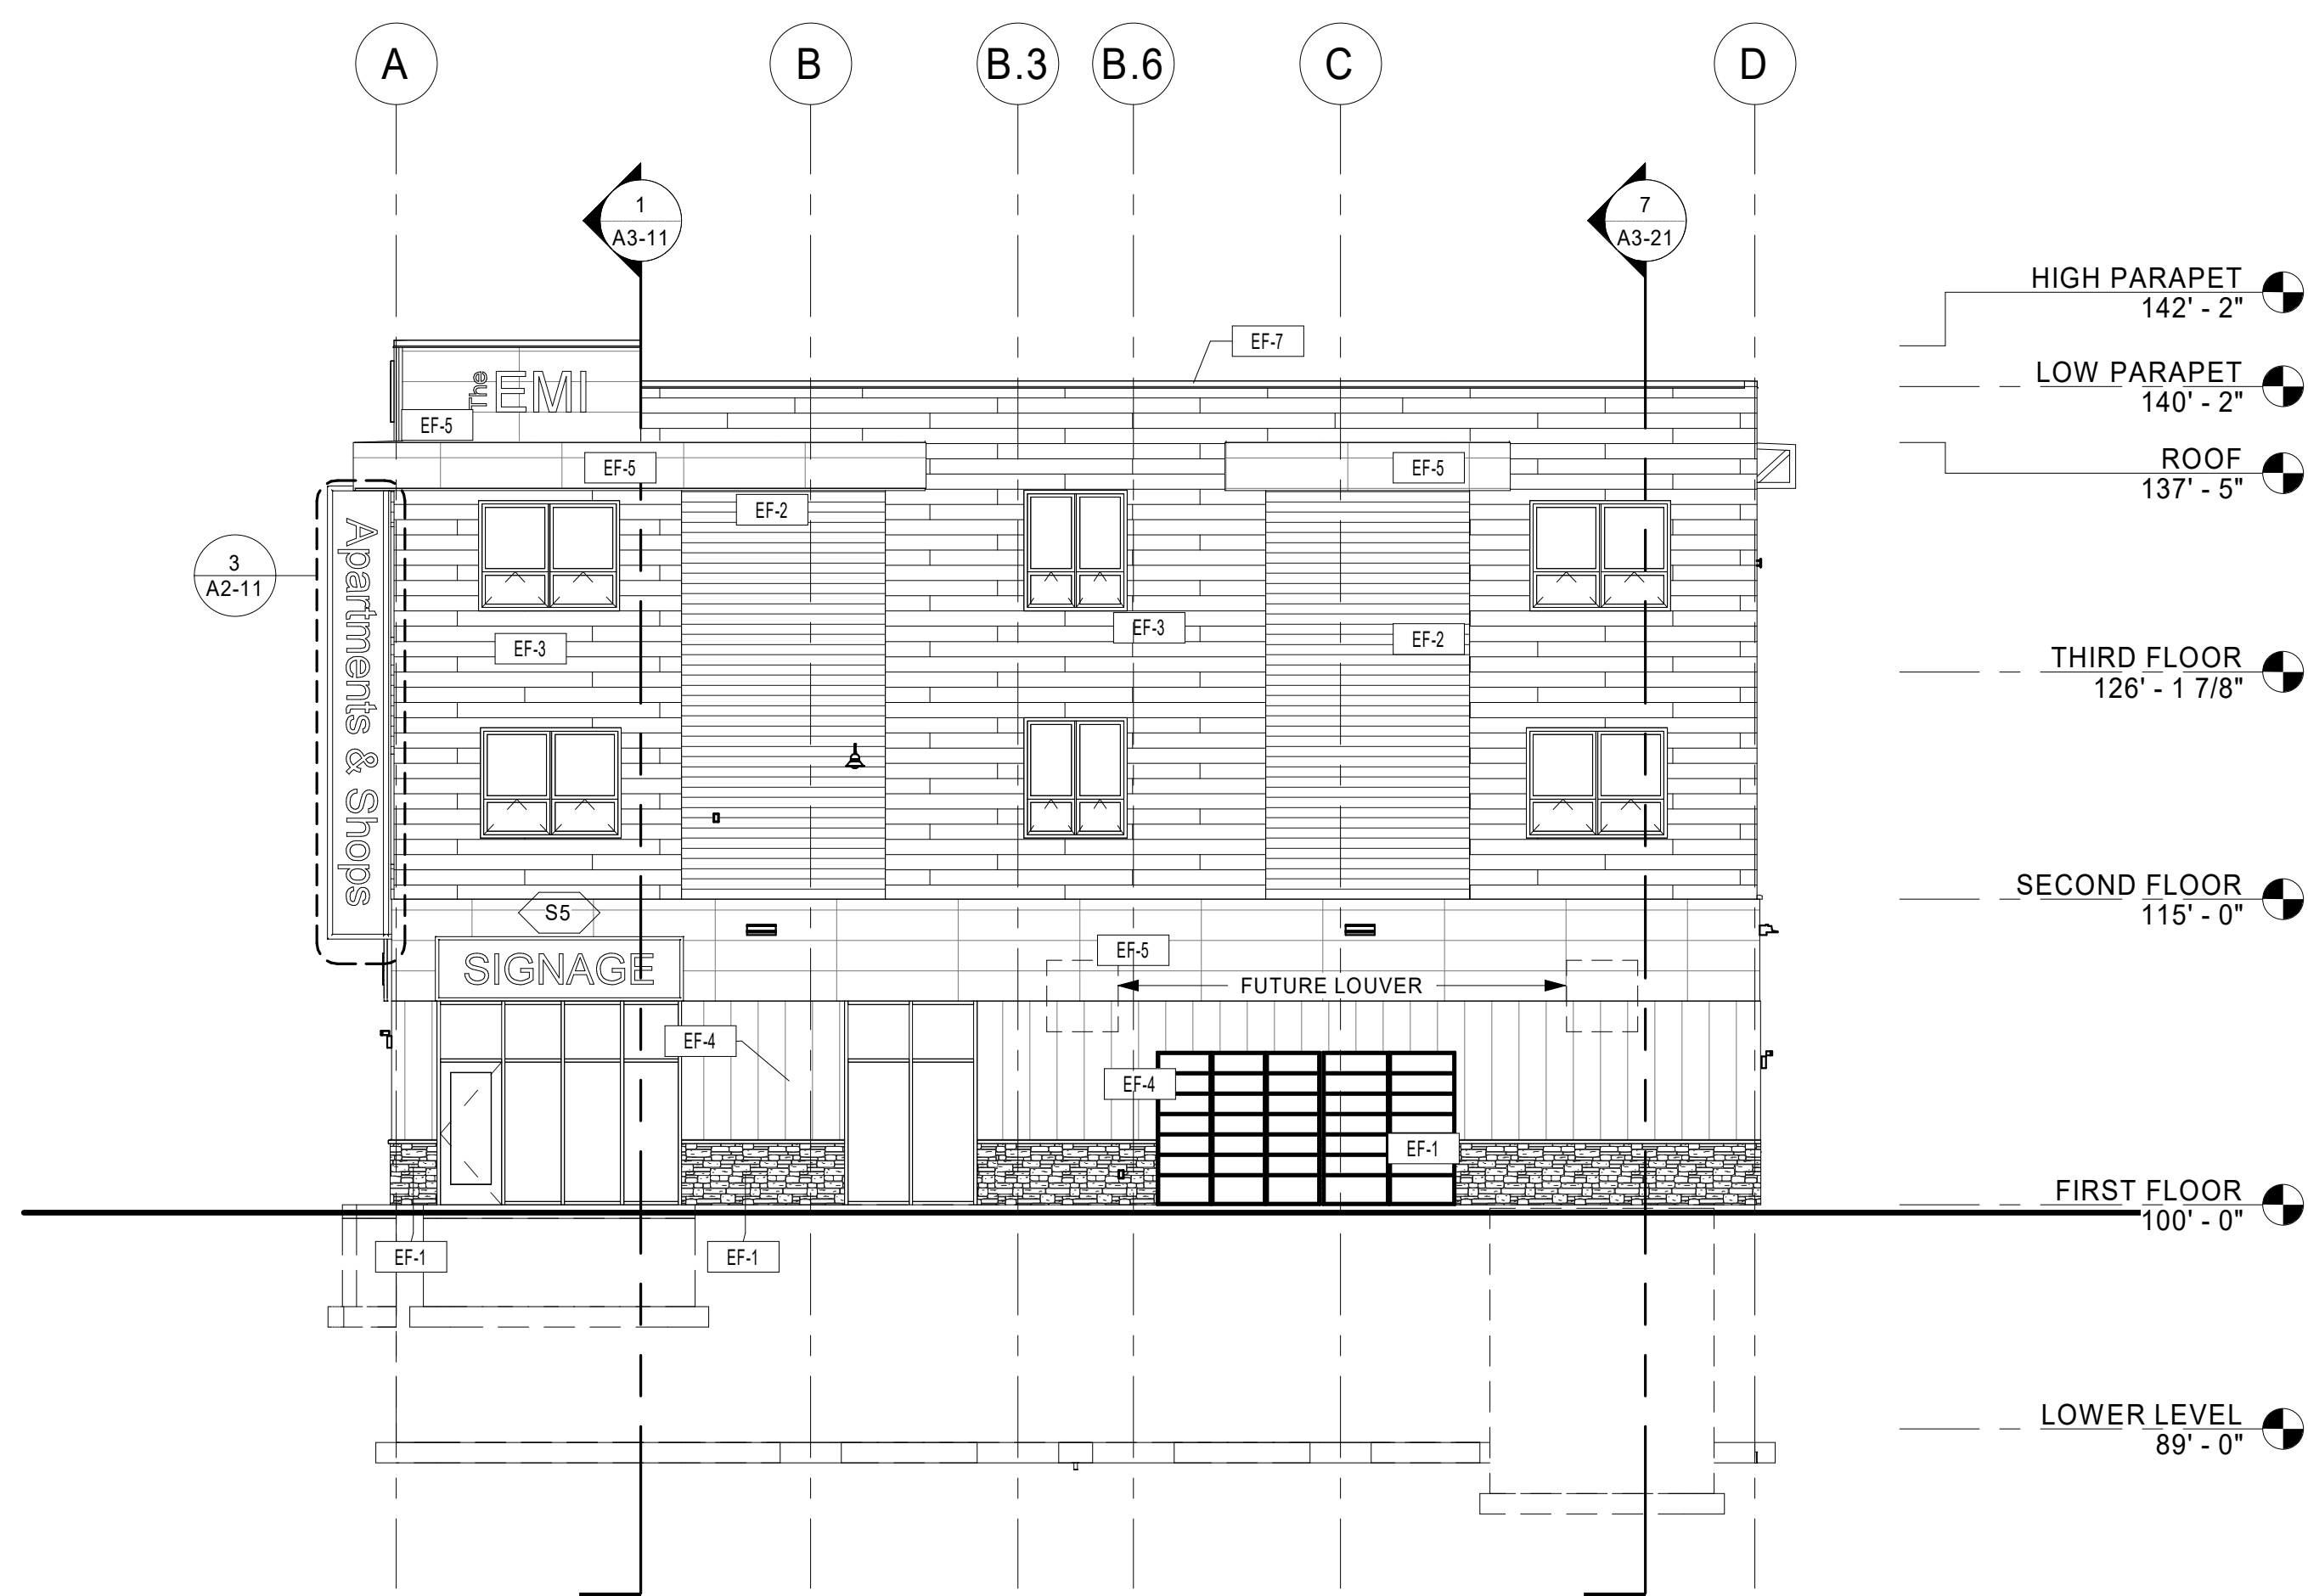 A
B
B.3
B.6
C
D
1
A3-11
7
A3-21
HIGH PARAPET
142' - 2"
EF-7
LOW PARAPET
140' - 2"
The
EMI
EF-5
EF-5
EF-5
ROOF
137' - 5"
EF-2
3
A2-11
Apartments & Shops
EF-3
EF-3
EF-2
THIRD FLOOR
126' - 1 7/8"
SECOND FLOOR
115' - 0"
S5
EF-5
SIGNAGE
FUTURE LOUVER
EF-4
EF-4
EF-1
FIRST FLOOR
100' - 0"
EF-1
EF-1
LOWER LEVEL
89' - 0"